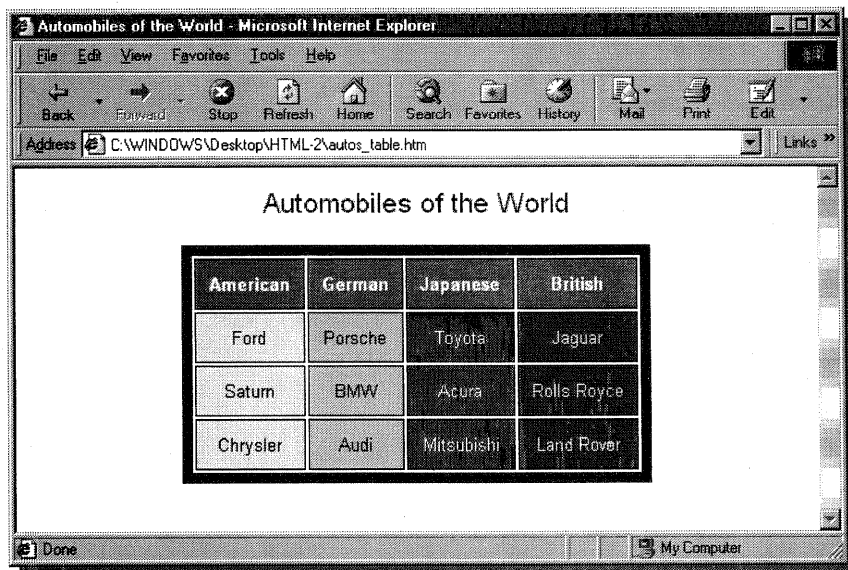 Automobiles of the World - Microsoft Internet Explorer
File Edit View Favorites Tools Help
Back Forward Stop Refresh Home Search Favorites History Mail Print Edit
Address C:\WINDOWS\Desktop\HTML-2\autos_table.htm Links »
Automobiles of the World
American German Japanese British
Ford Porsche Toyota Jaguar
Saturn BMW Acura Rolls Royce
Chrysler Audi Mitsubishi Land Rover
Done My Computer